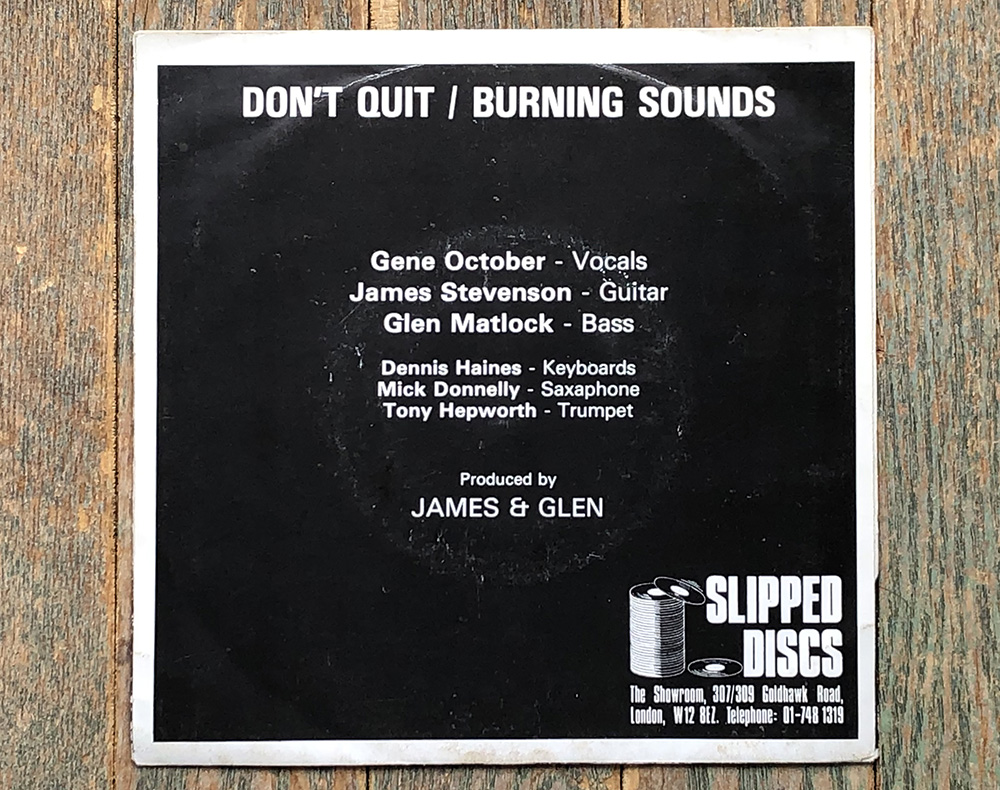 DON'T QUIT / BURNING SOUNDS
Gene October - Vocals
James Stevenson - Guitar
Glen Matlock - Bass
Dennis Haines - Keyboards
Mick Donnelly - Saxaphone
Tony Hepworth - Trumpet
Produced by
JAMES & GLEN
SLIPPED
DISCS
The Showroom, 307/309 Goldhawk Road,
London, W12 8EZ. Telephone: 01-748 1319